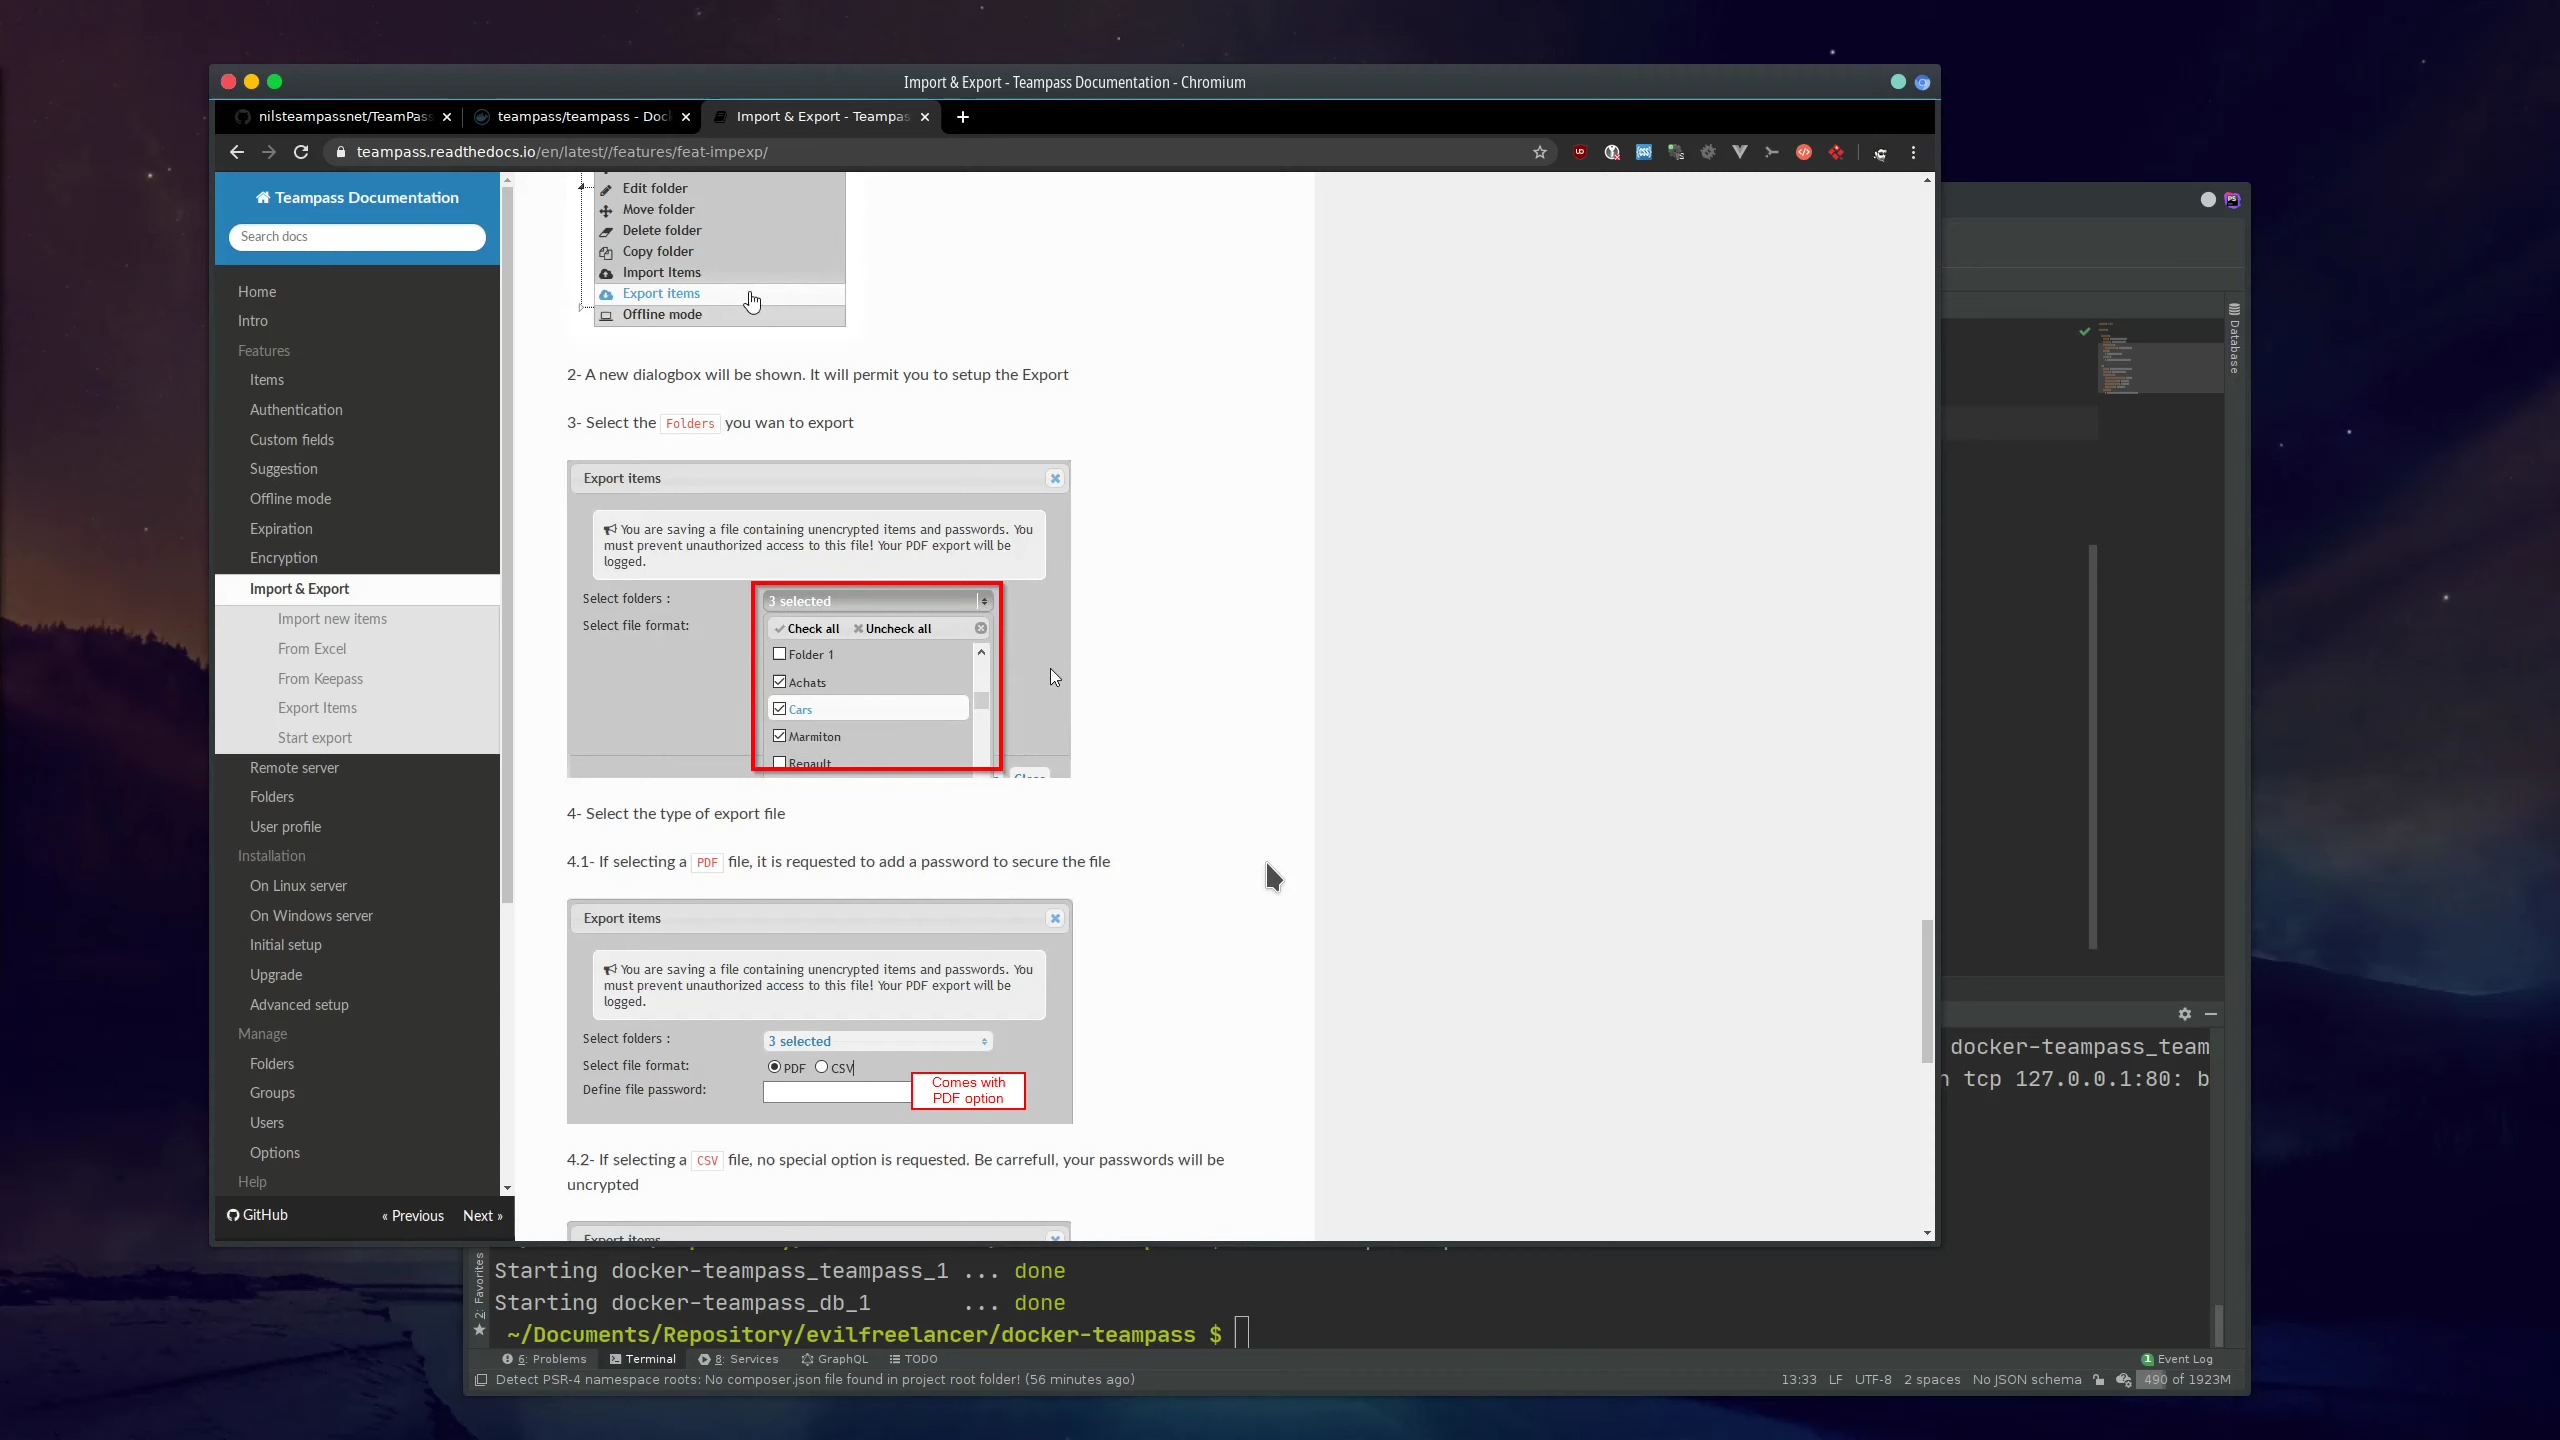 Import & Export - Teampass Documentation - Chromium
nilsteampassnet/TeamPass
teampass/teampass - Doc
Import & Export - Teampas
teampass.readthedocs.io/en/latest//features/feat-impexp/
Teampass Documentation
Search docs
Home
Intro
Features
Items
Authentication
Custom fields
Suggestion
Offline mode
Expiration
Encryption
Import & Export
Import new items
From Excel
From Keepass
Export Items
Start export
Remote server
Folders
User profile
Installation
On Linux server
On Windows server
Initial setup
Upgrade
Advanced setup
Manage
Folders
Groups
Users
Options
Help
GitHub
« Previous
Next »
Edit folder
Move folder
Delete folder
Copy folder
Import Items
Export items
Offline mode
2- A new dialogbox will be shown. It will permit you to setup the Export
3- Select the Folders you wan to export
Export items
You are saving a file containing unencrypted items and passwords. You
must prevent unauthorized access to this file! Your PDF export will be
logged.
Select folders :
3 selected
Select file format:
Check all Uncheck all
Folder 1
Achats
Cars
Marmiton
Renault
Close
4- Select the type of export file
4.1- If selecting a PDF file, it is requested to add a password to secure the file
Export items
You are saving a file containing unencrypted items and passwords. You
must prevent unauthorized access to this file! Your PDF export will be
logged.
Select folders :
3 selected
Select file format:
PDF CSV
Define file password:
Comes with
PDF option
4.2- If selecting a CSV file, no special option is requested. Be carrefull, your passwords will be
uncrypted
Export items
PS
Database
docker-teampass_team
n tcp 127.0.0.1:80: b
2: Favorites
Starting docker-teampass_teampass_1 ... done
Starting docker-teampass_db_1 ... done
~/Documents/Repository/evilfreelancer/docker-teampass $
6: Problems
Terminal
8: Services
GraphQL
TODO
1 Event Log
Detect PSR-4 namespace roots: No composer.json file found in project root folder! (56 minutes ago)
13:33 LF UTF-8 2 spaces No JSON schema
490 of 1923M